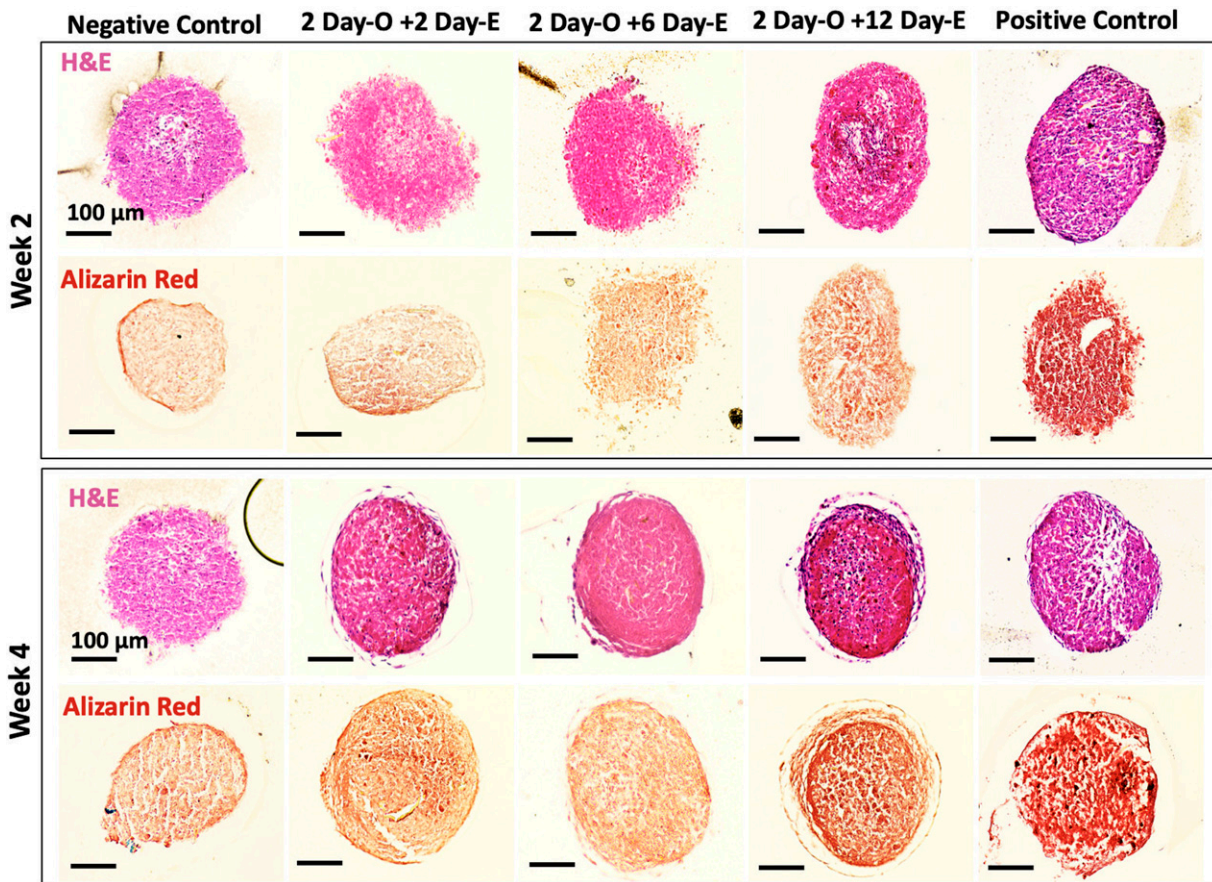 Negative Control 2 Day-O +2 Day-E 2 Day-O +6 Day-E 2 Day-O +12 Day-E Positive Control
Week 2
H&E
100 μm
Alizarin Red
Week 4
H&E
100 μm
Alizarin Red